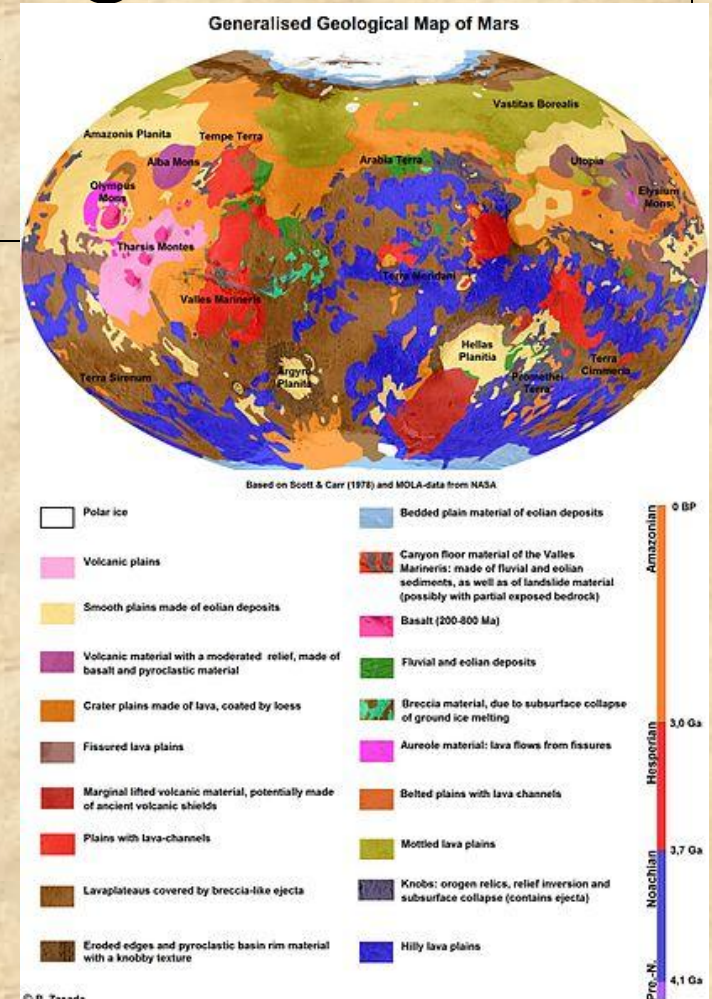 Generalised Geological Map of Mars
Vastitas Borealis
Amazonis Planita
Tempe Terra
Alba Mons
Arabia Terra
Utopia
Olympus
Mons
Elysium
Mons
Tharsis Montes
Terra Meridani
Valles Marineris
Hellas
Planitia
Argyre
Planita
Terra Sirenum
Promethei
Terra
Terra
Cimmeria
Based on Scott & Carr (1978) and MOLA-data from NASA
Polar ice
Volcanic plains
Smooth plains made of eolian deposits
Volcanic material with a moderated relief, made of
basalt and pyroclastic material
Crater plains made of lava, coated by loess
Fissured lava plains
Marginal lifted volcanic material, potentially made
of ancient volcanic shields
Plains with lava-channels
Lavaplateaus covered by breccia-like ejecta
Eroded edges and pyroclastic basin rim material
with a knobby texture
Bedded plain material of eolian deposits
Canyon floor material of the Valles
Marineris: made of fluvial and eolian
sediments, as well as of landslide material
(possibly with partial exposed bedrock)
Basalt (200-800 Ma)
Fluvial and eolian deposits
Breccia material, due to subsurface collapse
of ground ice melting
Aureole material: lava flows from fissures
Belted plains with lava channels
Mottled lava plains
Knobs: orogen relics, relief inversion and
subsurface collapse (contains ejecta)
Hilly lava plains
0 BP
Amazonian
3,0 Ga
Hesperian
3,7 Ga
Noachian
4,1 Ga
Pre.-N.